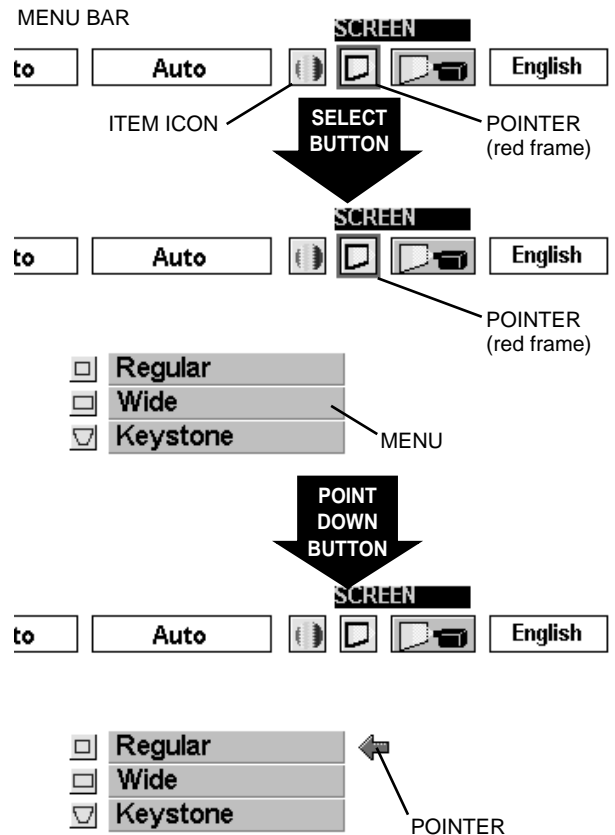 MENU BAR
SCREEN
to Auto English
ITEM ICON
SELECT
BUTTON
POINTER
(red frame)
SCREEN
to Auto English
POINTER
(red frame)
Regular
Wide
Keystone
MENU
POINT
DOWN
BUTTON
SCREEN
to Auto English
Regular
Wide
Keystone
POINTER